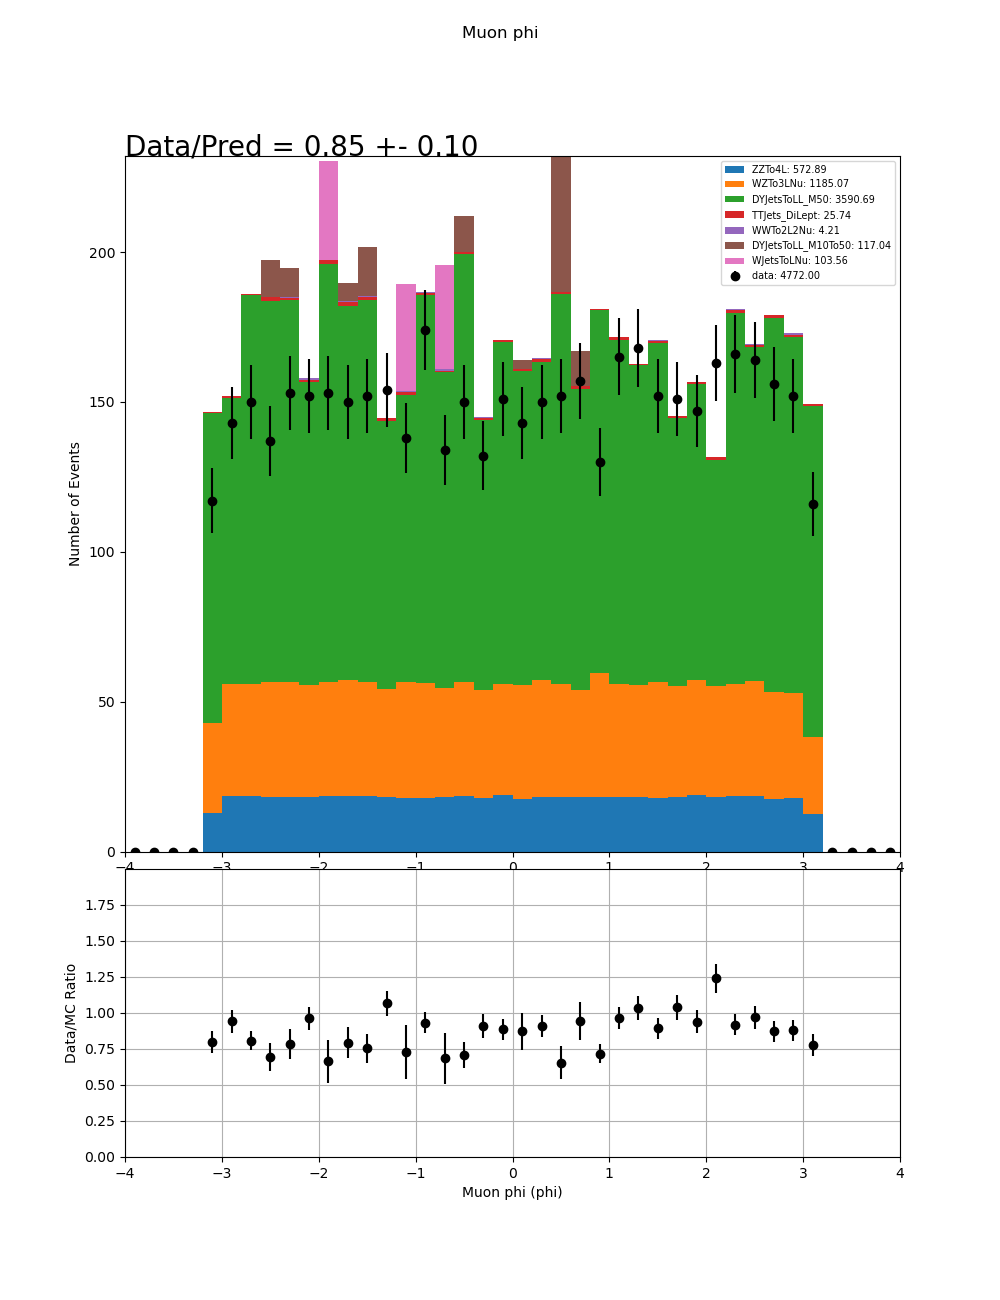 Muon phi
Data/Pred = 0.85 +- 0.10
ZZTo4L: 572.89
WZTo3LNu: 1185.07
DYJetsToLL_M50: 3590.69
TTJets_DiLept: 25.74
WWTo2L2Nu: 4.21
DYJetsToLL_M10To50: 117.04
WJetsToLNu: 103.56
data: 4772.00
Number of Events
200
150
100
50
0
−4 −3 −2 −1 0 1 2 3 4
Data/MC Ratio
1.75
1.50
1.25
1.00
0.75
0.50
0.25
0.00
−4 −3 −2 −1 0 1 2 3 4
Muon phi (phi)